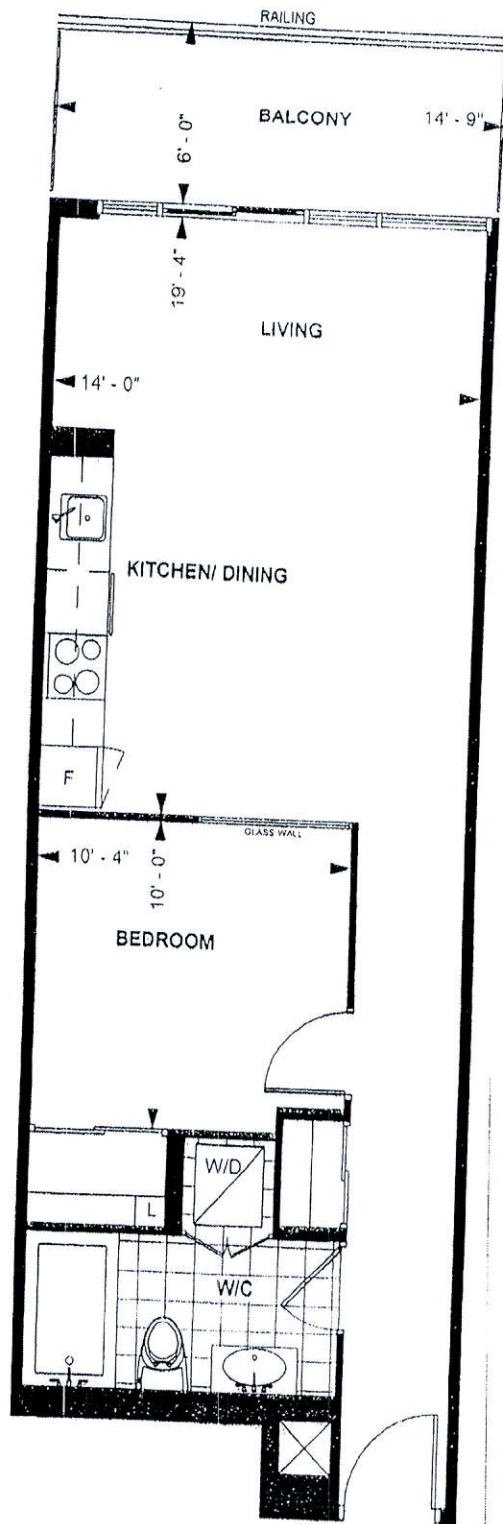 RAILING
BALCONY
14' - 9"
6' - 0"
19' - 4"
LIVING
14' - 0"
KITCHEN/ DINING
F
GLASS WALL
10' - 4"
10' - 0"
BEDROOM
W/D
L
W/C